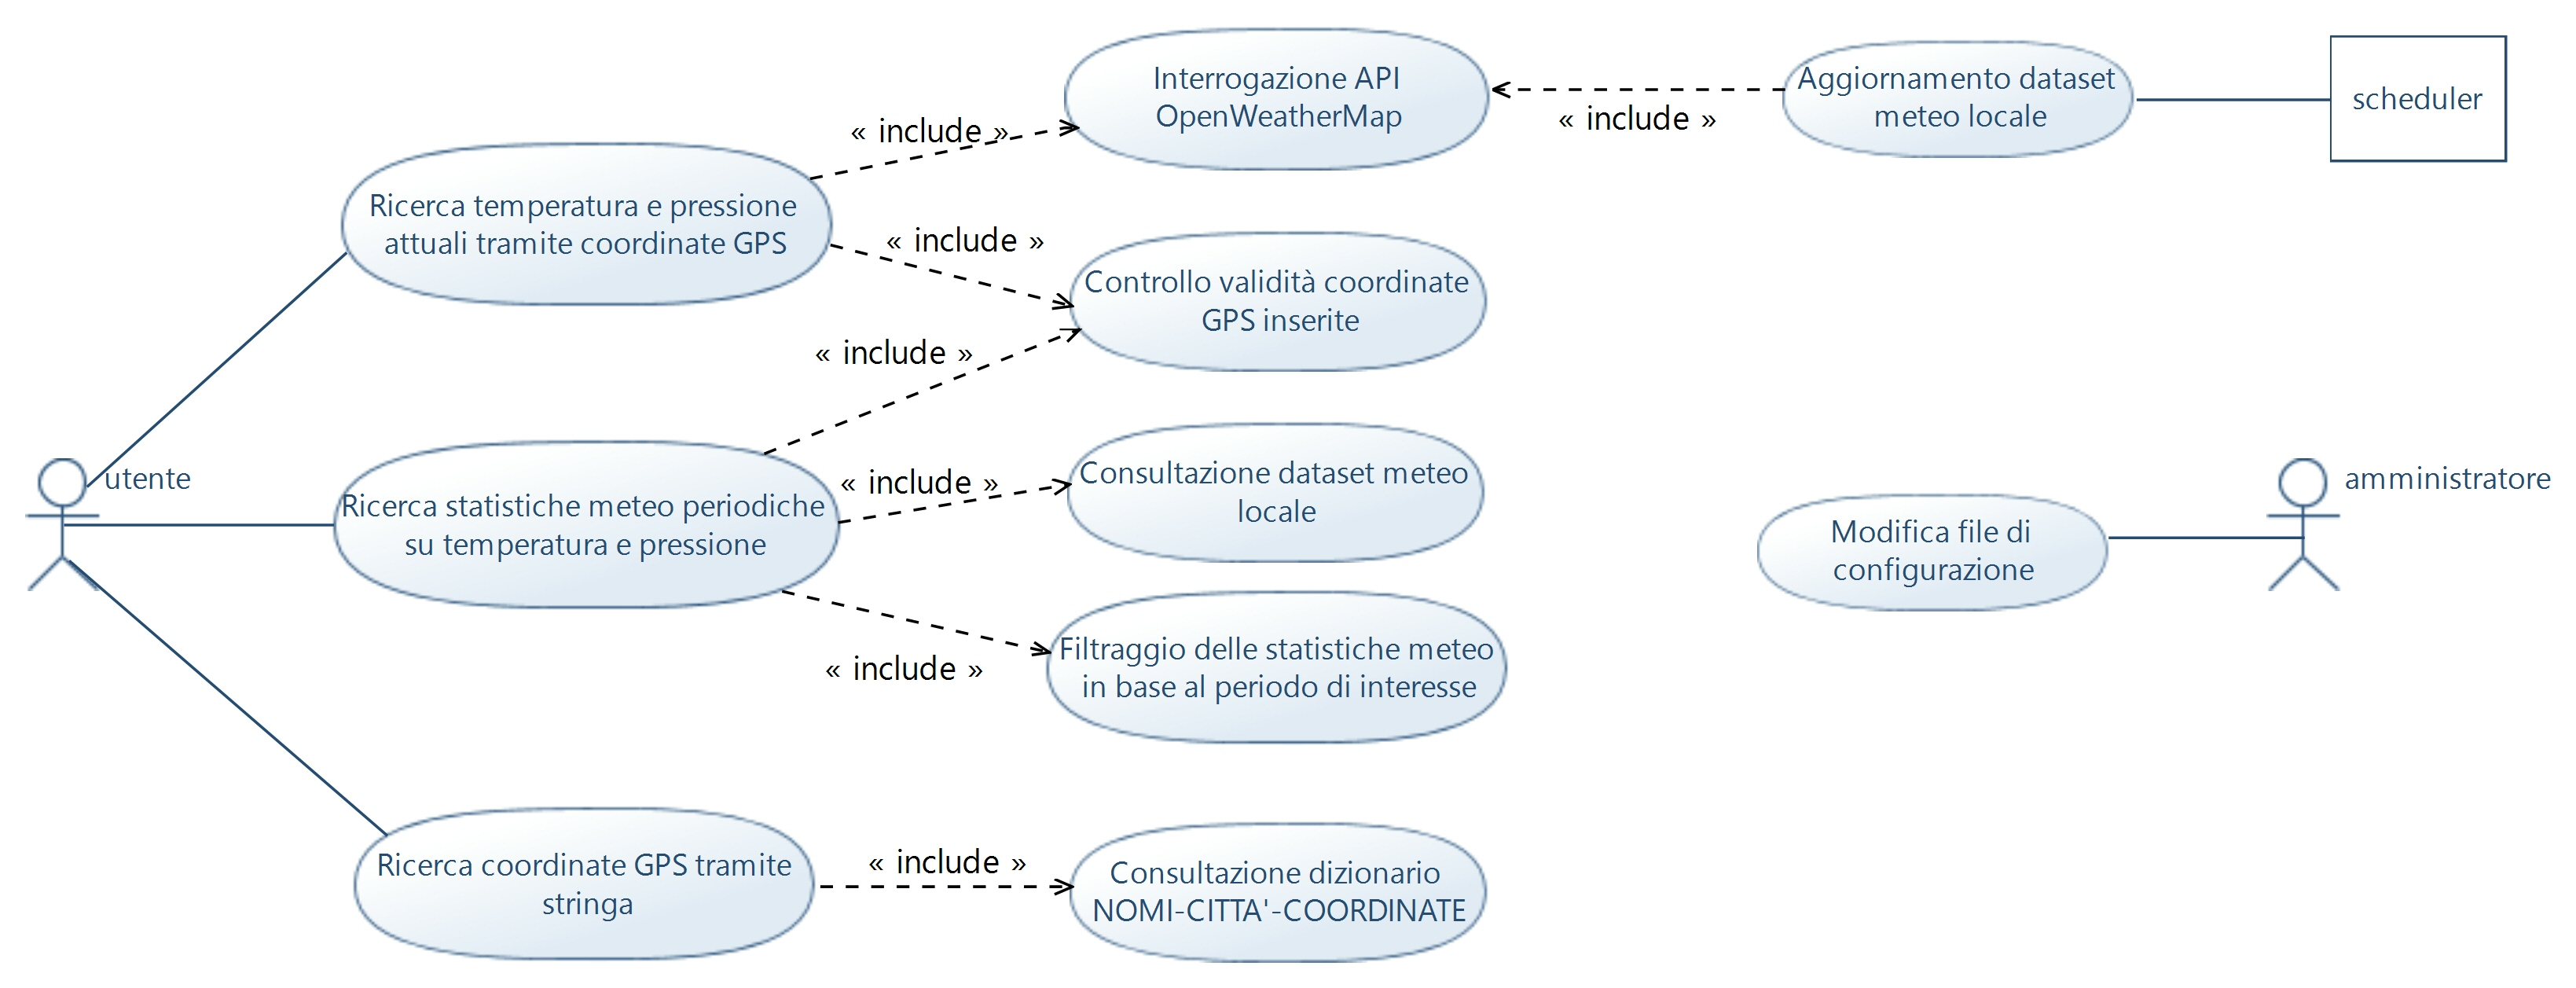 Interrogazione API
OpenWeatherMap
Aggiornamento dataset
meteo locale
scheduler
« include »
« include »
Ricerca temperatura e pressione
attuali tramite coordinate GPS
« include »
Controllo validità coordinate
GPS inserite
« include »
utente
Ricerca statistiche meteo periodiche
su temperatura e pressione
« include »
Consultazione dataset meteo
locale
amministratore
Modifica file di
configurazione
« include »
Filtraggio delle statistiche meteo
in base al periodo di interesse
Ricerca coordinate GPS tramite
stringa
« include »
Consultazione dizionario
NOMI-CITTA'-COORDINATE